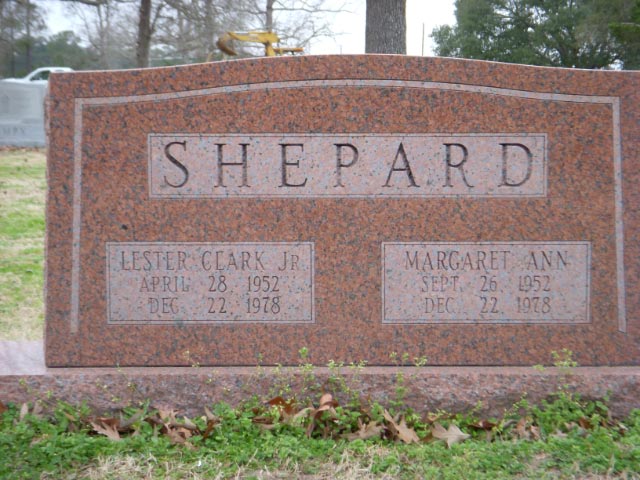 SHEPARD
LESTER CLARK JR
APRIL 28 1952
DEC 22 1978
MARGARET ANN
SEPT. 26 1952
DEC 22 1978